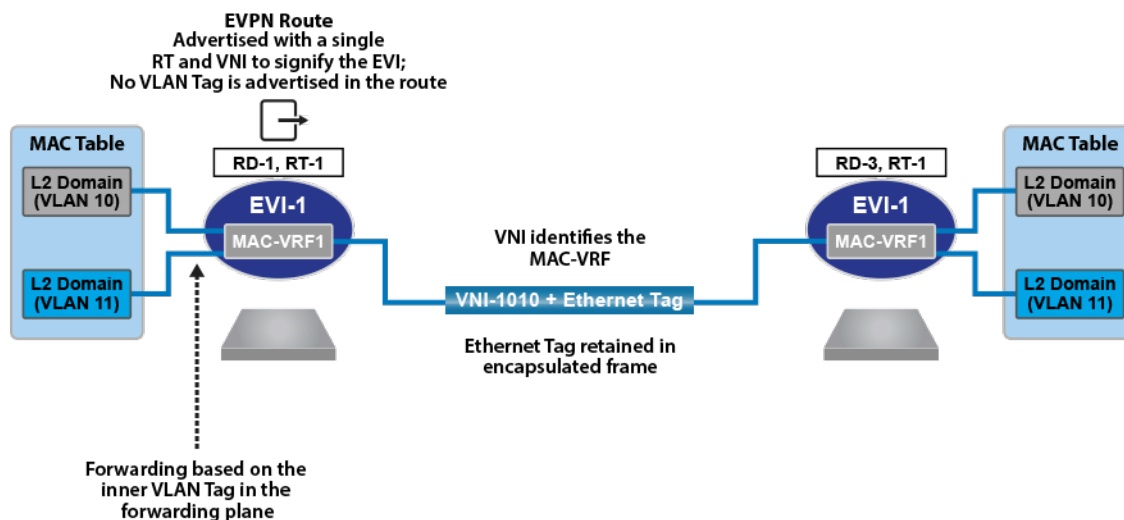 EVPN Route
Advertised with a single
RT and VNI to signify the EVI;
No VLAN Tag is advertised in the route
MAC Table
L2 Domain
(VLAN 10)
L2 Domain
(VLAN 11)
RD-1, RT-1
EVI-1
MAC-VRF1
VNI identifies the
MAC-VRF
VNI-1010 + Ethernet Tag
Ethernet Tag retained in
encapsulated frame
RD-3, RT-1
EVI-1
MAC-VRF1
MAC Table
L2 Domain
(VLAN 10)
L2 Domain
(VLAN 11)
Forwarding based on the
inner VLAN Tag in the
forwarding plane